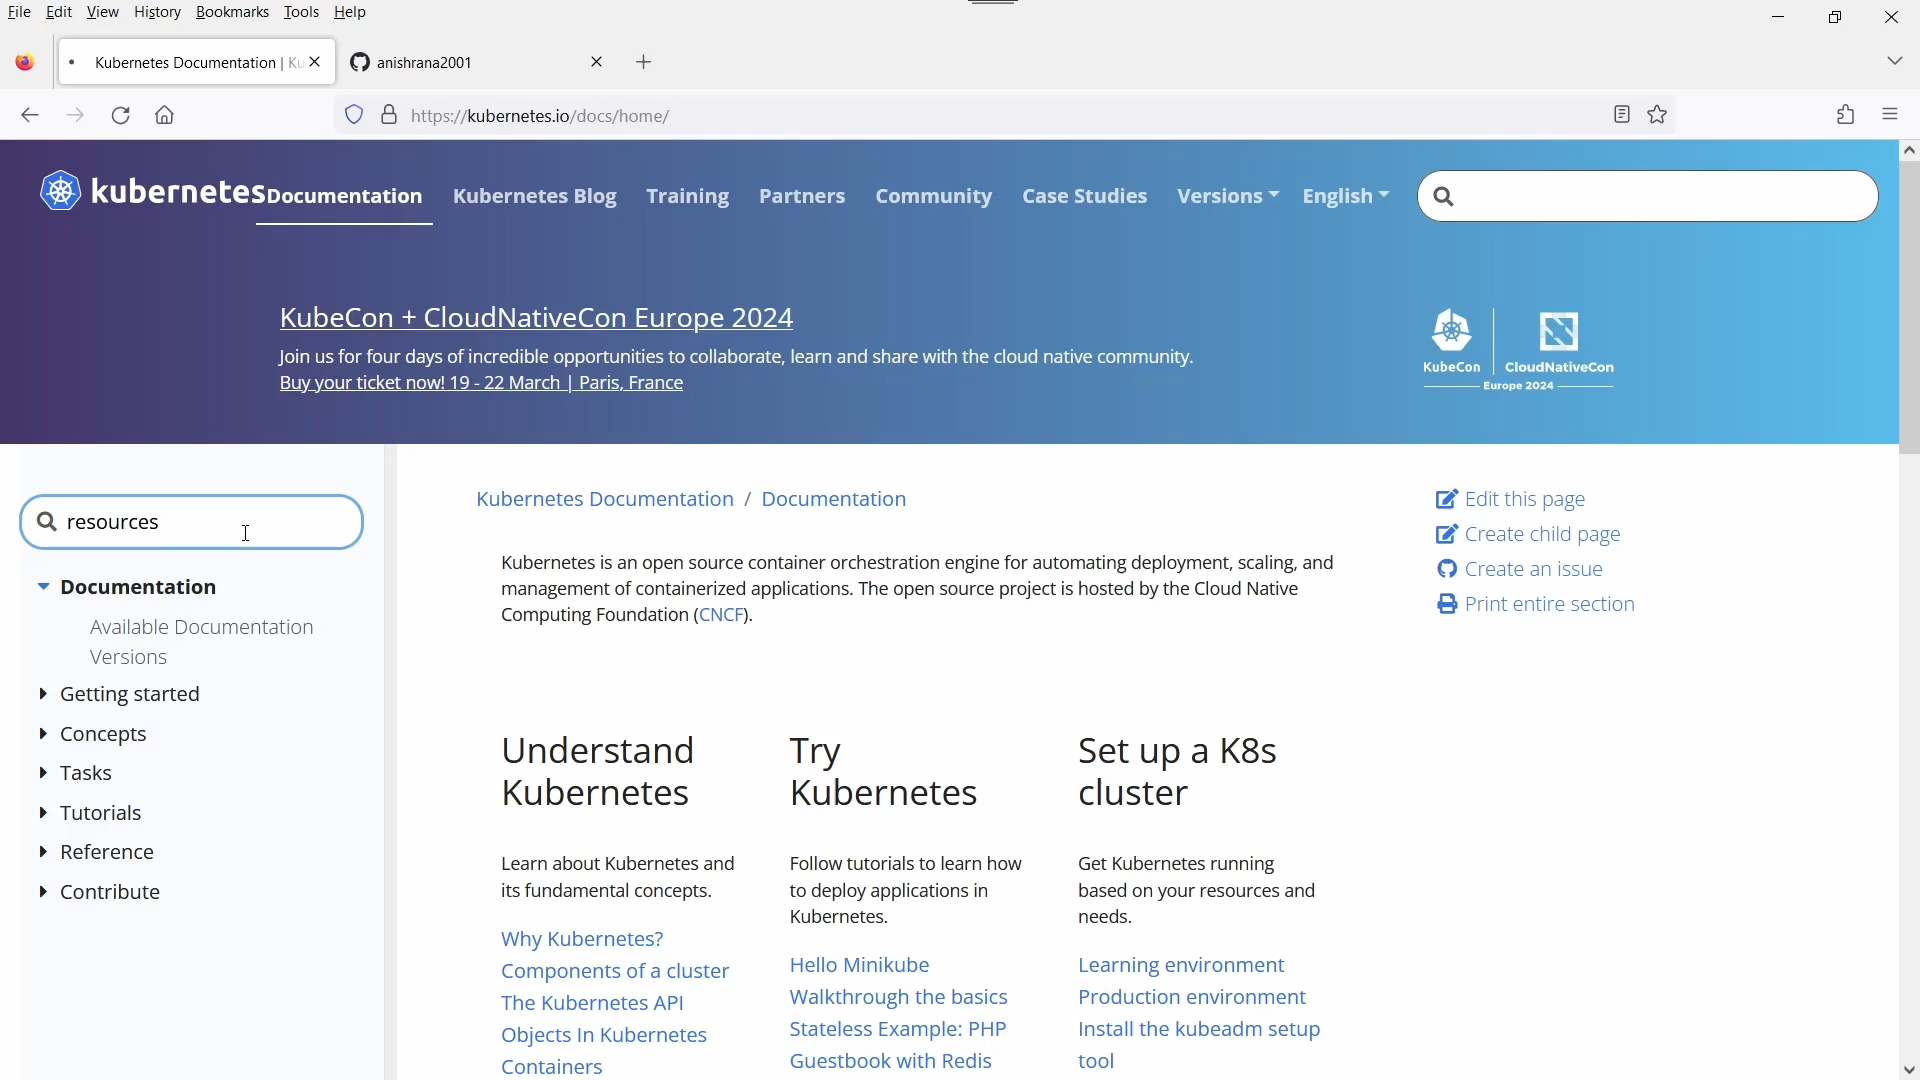 File Edit View History Bookmarks Tools Help
Kubernetes Documentation | Ku
anishrana2001
https://kubernetes.io/docs/home/
kubernetes
Documentation Kubernetes Blog Training Partners Community Case Studies Versions English
KubeCon + CloudNativeCon Europe 2024
Join us for four days of incredible opportunities to collaborate, learn and share with the cloud native community.
Buy your ticket now! 19 - 22 March | Paris, France
KubeCon CloudNativeCon
Europe 2024
resources
Documentation
Available Documentation
Versions
Getting started
Concepts
Tasks
Tutorials
Reference
Contribute
Kubernetes Documentation / Documentation
Kubernetes is an open source container orchestration engine for automating deployment, scaling, and
management of containerized applications. The open source project is hosted by the Cloud Native
Computing Foundation (CNCF).
Understand
Kubernetes
Learn about Kubernetes and
its fundamental concepts.
Why Kubernetes?
Components of a cluster
The Kubernetes API
Objects In Kubernetes
Containers
Try
Kubernetes
Follow tutorials to learn how
to deploy applications in
Kubernetes.
Hello Minikube
Walkthrough the basics
Stateless Example: PHP
Guestbook with Redis
Set up a K8s
cluster
Get Kubernetes running
based on your resources and
needs.
Learning environment
Production environment
Install the kubeadm setup
tool
Edit this page
Create child page
Create an issue
Print entire section